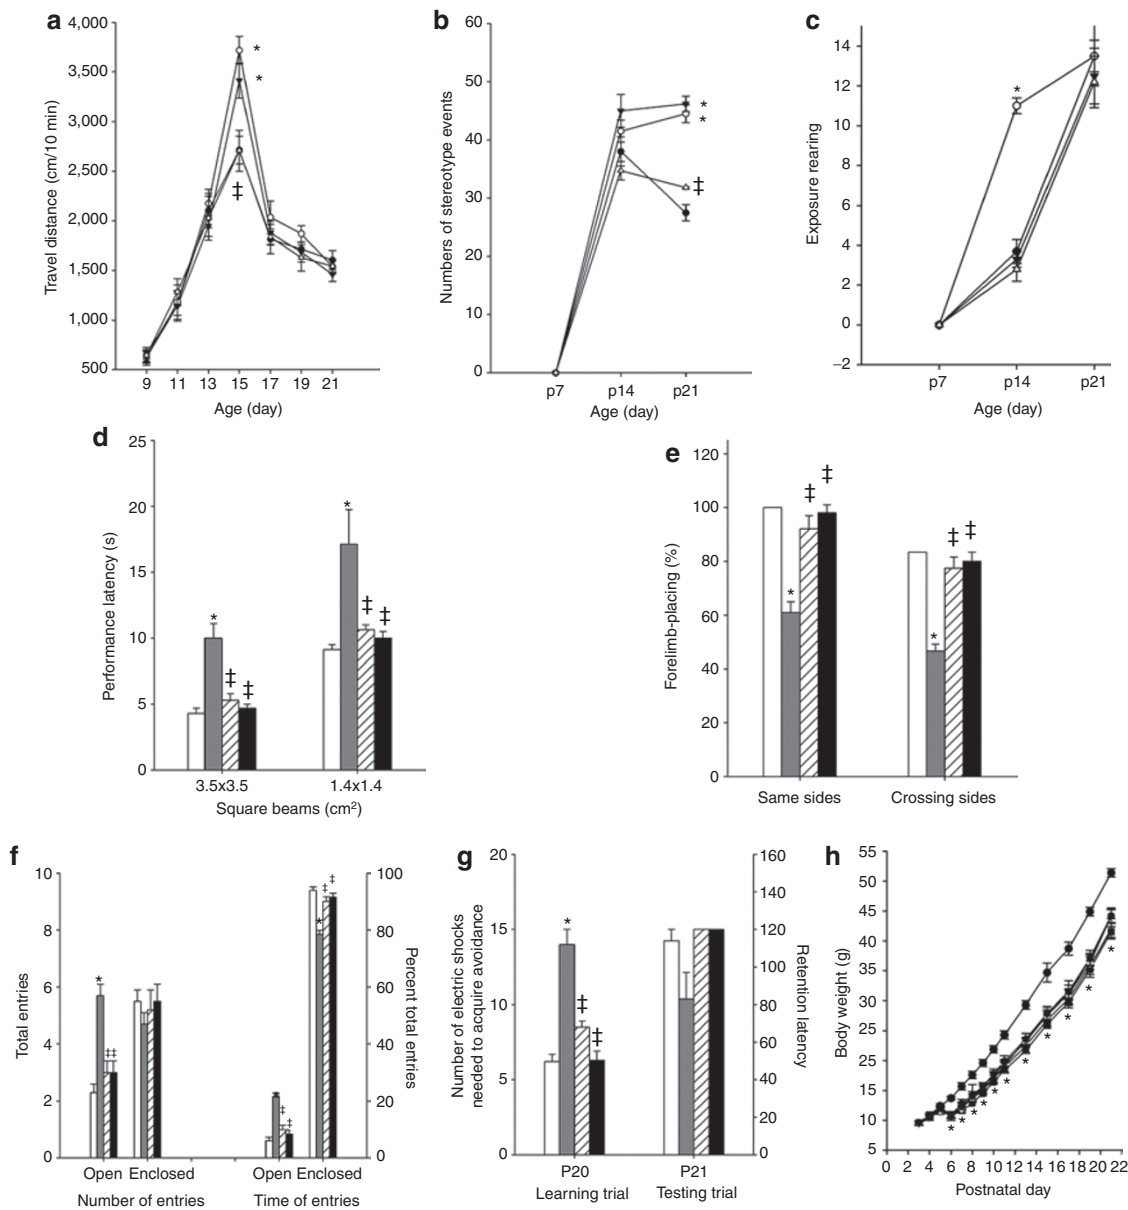 a
4,000
3,500
3,000
2,500
2,000
1,500
1,000
500
Travel distance (cm/10 min)
*
*
‡
9 11 13 15 17 19 21
Age (day)
b
60
50
40
30
20
10
0
Numbers of stereotype events
*
*
‡
p7 p14 p21
Age (day)
c
14
12
10
8
6
4
2
0
−2
Exposure rearing
*
p7 p14 p21
Age (day)
d
25
20
15
10
5
0
Performance latency (s)
* ‡ ‡ * ‡ ‡
3.5x3.5 1.4x1.4
Square beams (cm²)
e
120
100
80
60
40
20
0
Forelimb-placing (%)
* ‡ ‡ * ‡ ‡
Same sides Crossing sides
f
10
8
6
4
2
0
Total entries
* ‡‡ * ‡ ‡ * ‡ ‡
100
80
60
40
20
0
Percent total entries
Open Enclosed Open Enclosed
Number of entries Time of entries
g
20
15
10
5
0
Number of electric shocks
needed to acquire avoidance
* ‡ ‡
160
140
120
100
80
60
40
20
0
Retention latency
P20 P21
Learning trial Testing trial
h
55
50
45
40
35
30
25
20
15
10
5
Body weight (g)
* * * * * * * * * * *
0 2 4 6 8 10 12 14 16 18 20 22
Postnatal day